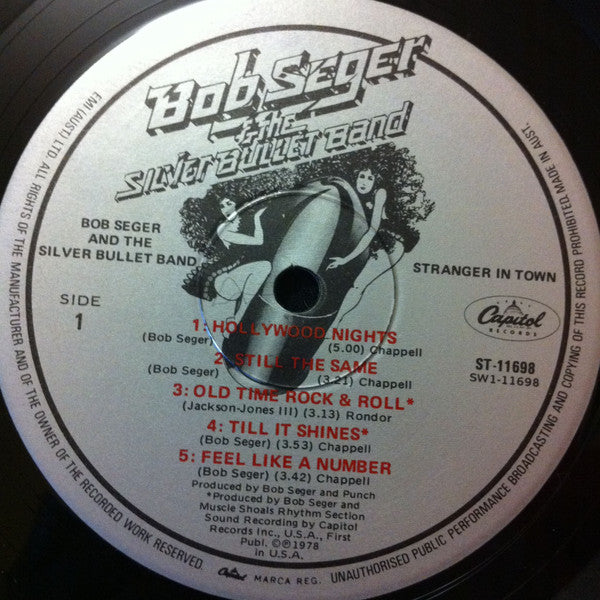 Bob Seger
& the
Silver Bullet Band
BOB SEGER
AND THE
SILVER BULLET BAND
STRANGER IN TOWN
SIDE
1
Capitol
RECORDS
ST-11698
SW1-11698
1: HOLLYWOOD NIGHTS
(Bob Seger) (5.00) Chappell
2: STILL THE SAME
(Bob Seger) (3.21) Chappell
3: OLD TIME ROCK & ROLL*
(Jackson-Jones III) (3.13) Rondor
4: TILL IT SHINES*
(Bob Seger) (3.53) Chappell
5: FEEL LIKE A NUMBER
(Bob Seger) (3.42) Chappell
Produced by Bob Seger and Punch
*Produced by Bob Seger and
Muscle Shoals Rhythm Section
Sound Recording by Capitol
Records Inc., U.S.A., First
Publ. ©℗1978
in U.S.A.
EMI (AUST) LTD. ALL RIGHTS OF THE MANUFACTURER AND OF THE OWNER OF THE RECORDED WORK RESERVED.
Capitol MARCA REG.
UNAUTHORISED PUBLIC PERFORMANCE BROADCASTING AND COPYING OF THIS RECORD PROHIBITED. MADE IN AUST.